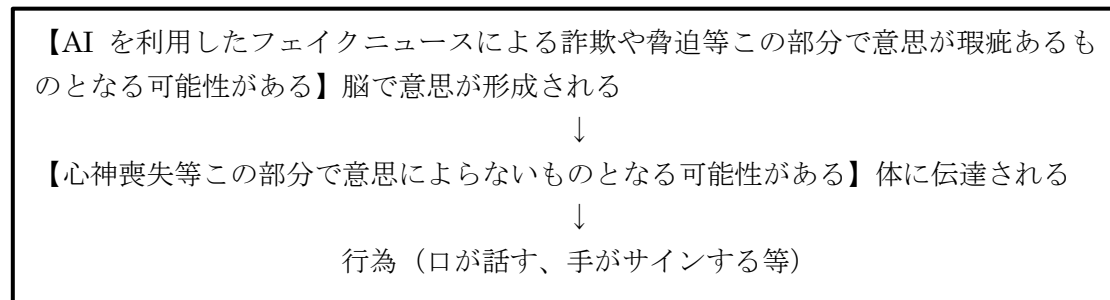 【AI を利用したフェイクニュースによる詐欺や脅迫等この部分で意思が瑕疵あるも
のとなる可能性がある】脳で意思が形成される
↓
【心神喪失等この部分で意思によらないものとなる可能性がある】体に伝達される
↓
行為（口が話す、手がサインする等）